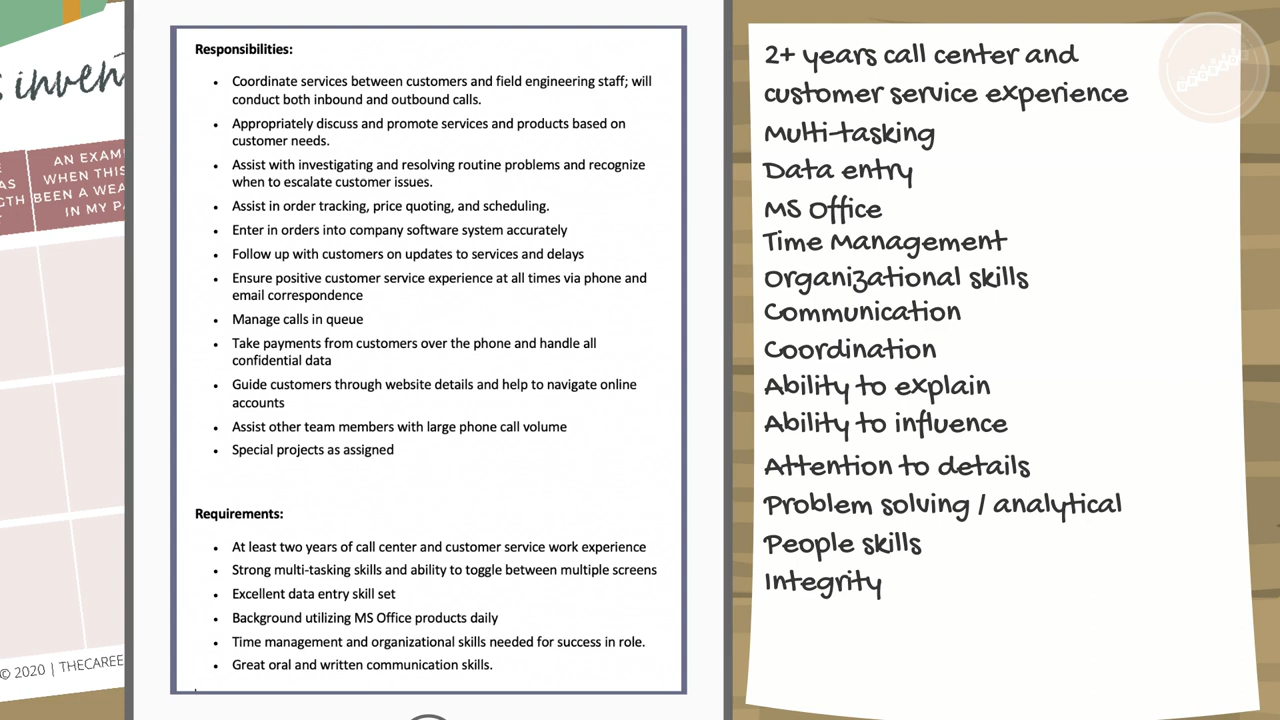 inven
AN EXAM
WHEN THIS
BEEN A WEA
IN MY PA
AS
GTH
© 2020 | THECAREE
Responsibilities:
• Coordinate services between customers and field engineering staff; will
conduct both inbound and outbound calls.
• Appropriately discuss and promote services and products based on
customer needs.
• Assist with investigating and resolving routine problems and recognize
when to escalate customer issues.
• Assist in order tracking, price quoting, and scheduling.
• Enter in orders into company software system accurately
• Follow up with customers on updates to services and delays
• Ensure positive customer service experience at all times via phone and
email correspondence
• Manage calls in queue
• Take payments from customers over the phone and handle all
confidential data
• Guide customers through website details and help to navigate online
accounts
• Assist other team members with large phone call volume
• Special projects as assigned
Requirements:
• At least two years of call center and customer service work experience
• Strong multi-tasking skills and ability to toggle between multiple screens
• Excellent data entry skill set
• Background utilizing MS Office products daily
• Time management and organizational skills needed for success in role.
• Great oral and written communication skills.
2+ years call center and
customer service experience
Multi-tasking
Data entry
MS Office
Time Management
Organizational skills
Communication
Coordination
Ability to explain
Ability to influence
Attention to details
Problem solving / analytical
People skills
Integrity